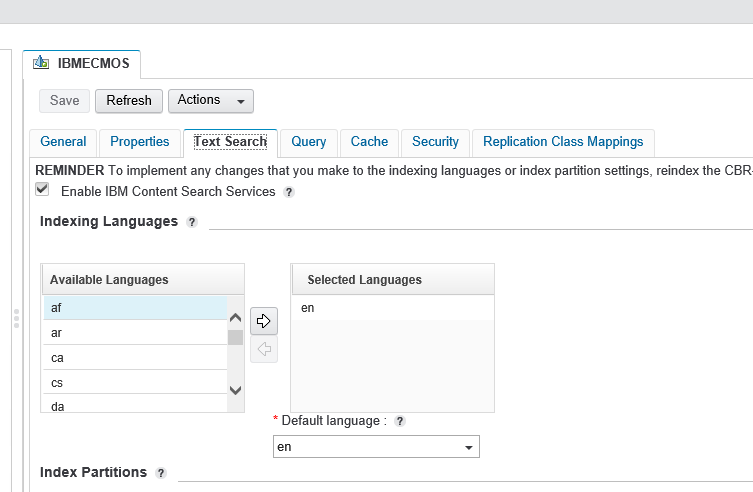 IBMECMOS
Save Refresh Actions
General Properties Text Search Query Cache Security Replication Class Mappings
REMINDER To implement any changes that you make to the indexing languages or index partition settings, reindex the CBR-
Enable IBM Content Search Services ?
Indexing Languages ?
Available Languages Selected Languages
af en
ar
ca
cs
da
* Default language : ?
en
Index Partitions ?